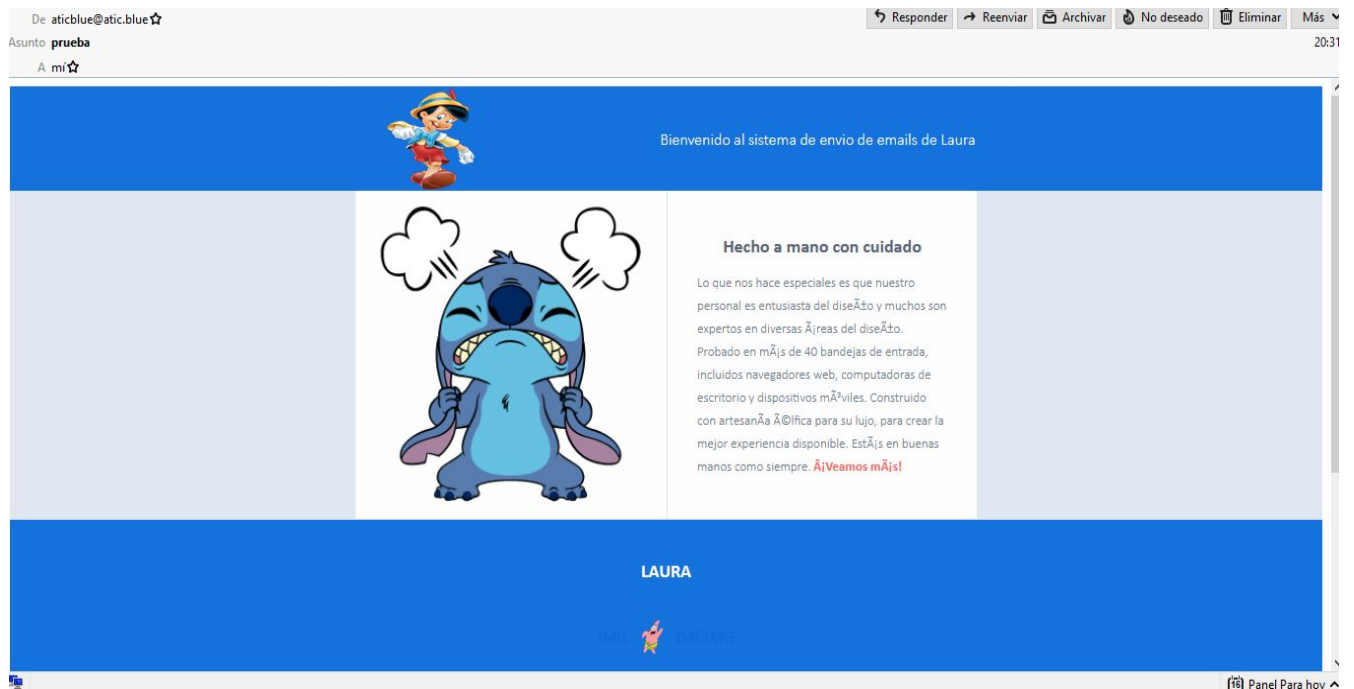 De aticblue@atic.blue
Responder Reenviar Archivar No deseado Eliminar Más
Asunto prueba
20:31
A mí
Bienvenido al sistema de envio de emails de Laura
Hecho a mano con cuidado
Lo que nos hace especiales es que nuestro
personal es entusiasta del diseÃ±o y muchos son
expertos en diversas Ã¡reas del diseÃ±o.
Probado en mÃ¡s de 40 bandejas de entrada,
incluidos navegadores web, computadoras de
escritorio y dispositivos mÃ³viles. Construido
con artesanÃ­a Ã©lfica para su lujo, para crear la
mejor experiencia disponible. EstÃ¡s en buenas
manos como siempre. Â¡Veamos mÃ¡s!
LAURA
IMG IMGIMG
16 Panel Para hoy